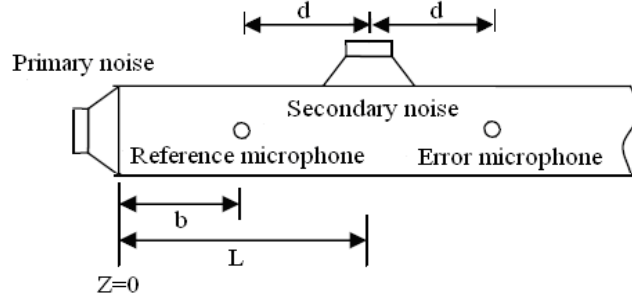 d d
Primary noise
Secondary noise
Reference microphone Error microphone
b
L
Z=0